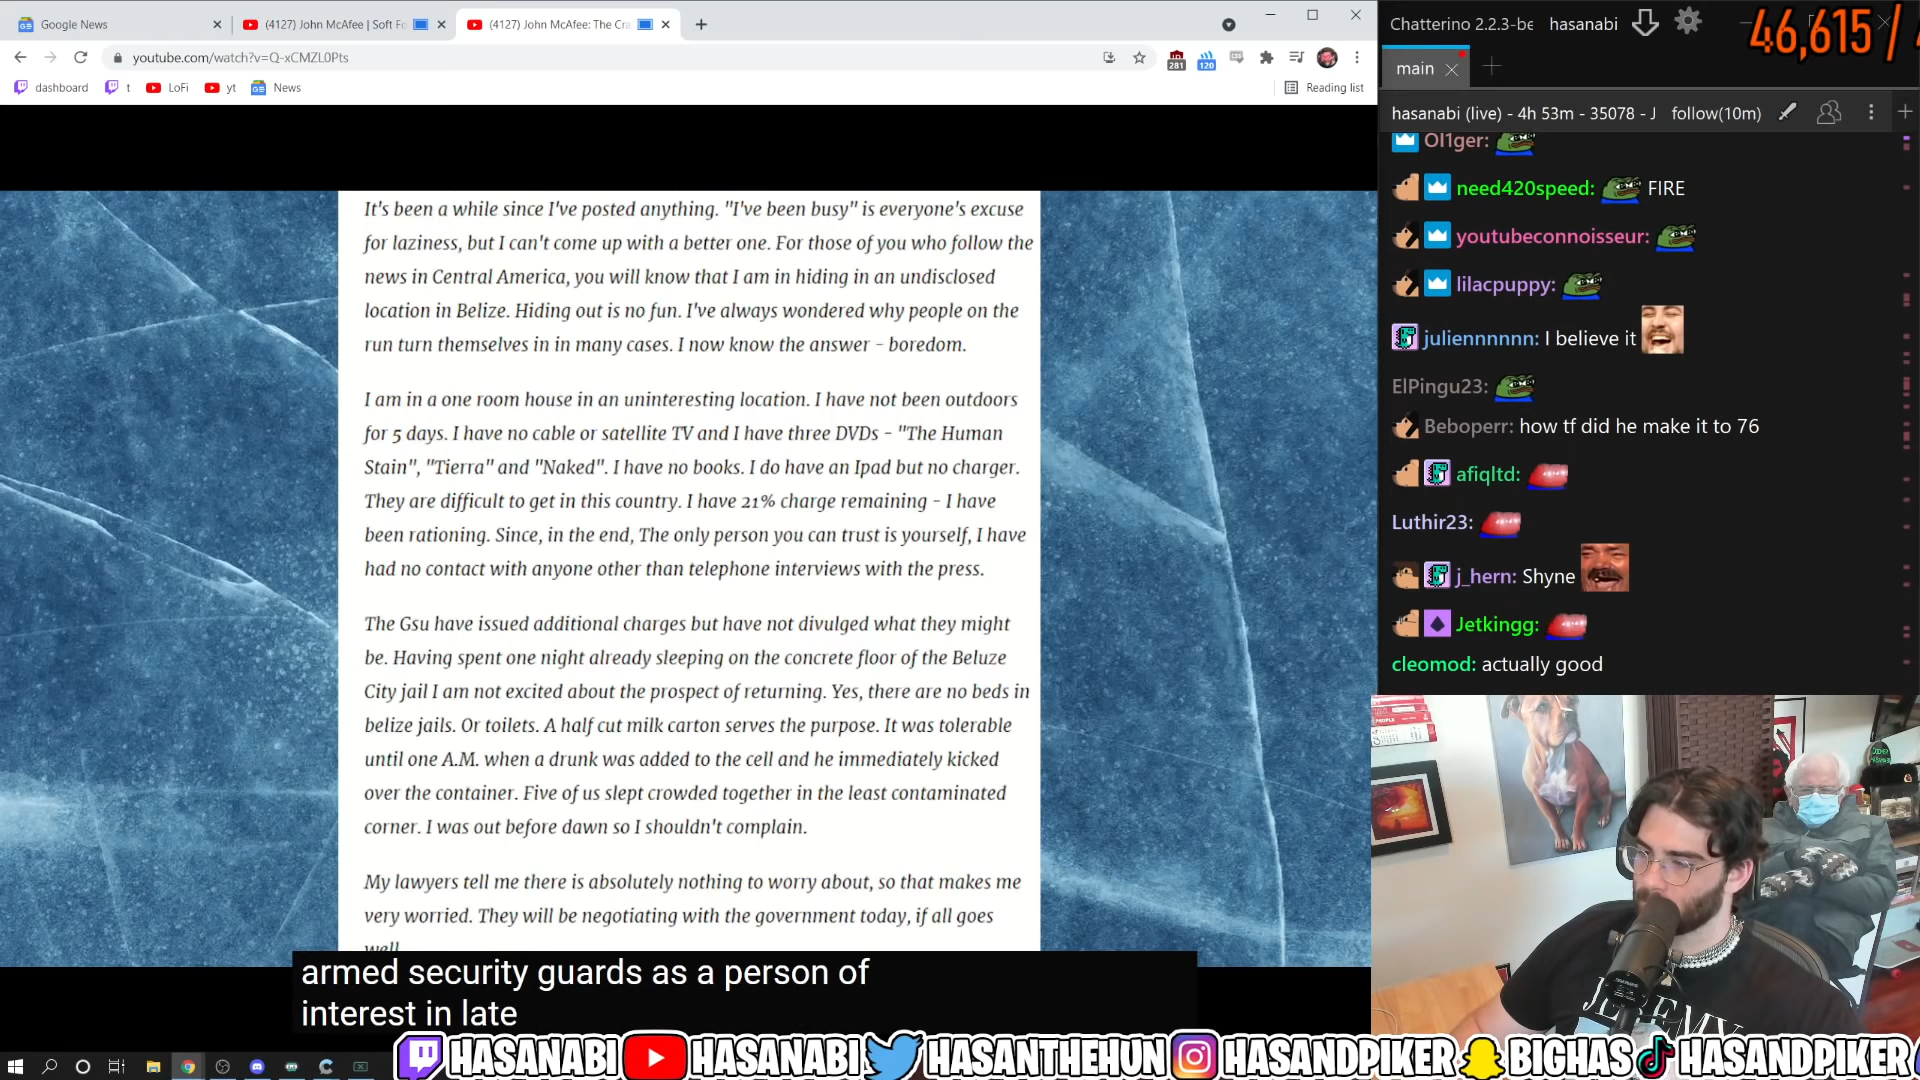 Google News
(4127) John McAfee | Soft Fo
(4127) John McAfee: The Cra
youtube.com/watch?v=Q-xCMZL0Pts
281
120
dashboard
t
LoFi
yt
News
Reading list
It's been a while since I've posted anything. "I've been busy" is everyone's excuse
for laziness, but I can't come up with a better one. For those of you who follow the
news in Central America, you will know that I am in hiding in an undisclosed
location in Belize. Hiding out is no fun. I've always wondered why people on the
run turn themselves in in many cases. I now know the answer - boredom.
I am in a one room house in an uninteresting location. I have not been outdoors
for 5 days. I have no cable or satellite TV and I have three DVDs - "The Human
Stain", "Tierra" and "Naked". I have no books. I do have an Ipad but no charger.
They are difficult to get in this country. I have 21% charge remaining - I have
been rationing. Since, in the end, The only person you can trust is yourself, I have
had no contact with anyone other than telephone interviews with the press.
The Gsu have issued additional charges but have not divulged what they might
be. Having spent one night already sleeping on the concrete floor of the Beluze
City jail I am not excited about the prospect of returning. Yes, there are no beds in
belize jails. Or toilets. A half cut milk carton serves the purpose. It was tolerable
until one A.M. when a drunk was added to the cell and he immediately kicked
over the container. Five of us slept crowded together in the least contaminated
corner. I was out before dawn so I shouldn't complain.
My lawyers tell me there is absolutely nothing to worry about, so that makes me
very worried. They will be negotiating with the government today, if all goes
well
armed security guards as a person of
interest in late
Chatterino 2.2.3-be
hasanabi
46,615 /
main
hasanabi (live) - 4h 53m - 35078 - J
follow(10m)
Ol1ger:
need420speed: FIRE
youtubeconnoisseur:
lilacpuppy:
juliennnnnn: I believe it
ElPingu23:
Beboperr: how tf did he make it to 76
afiqltd:
Luthir23:
j_hern: Shyne
Jetkingg:
cleomod: actually good
HASANABI
HASANABI
HASANTHEHUN
HASANDPIKER
BIGHAS
HASANDPIKER